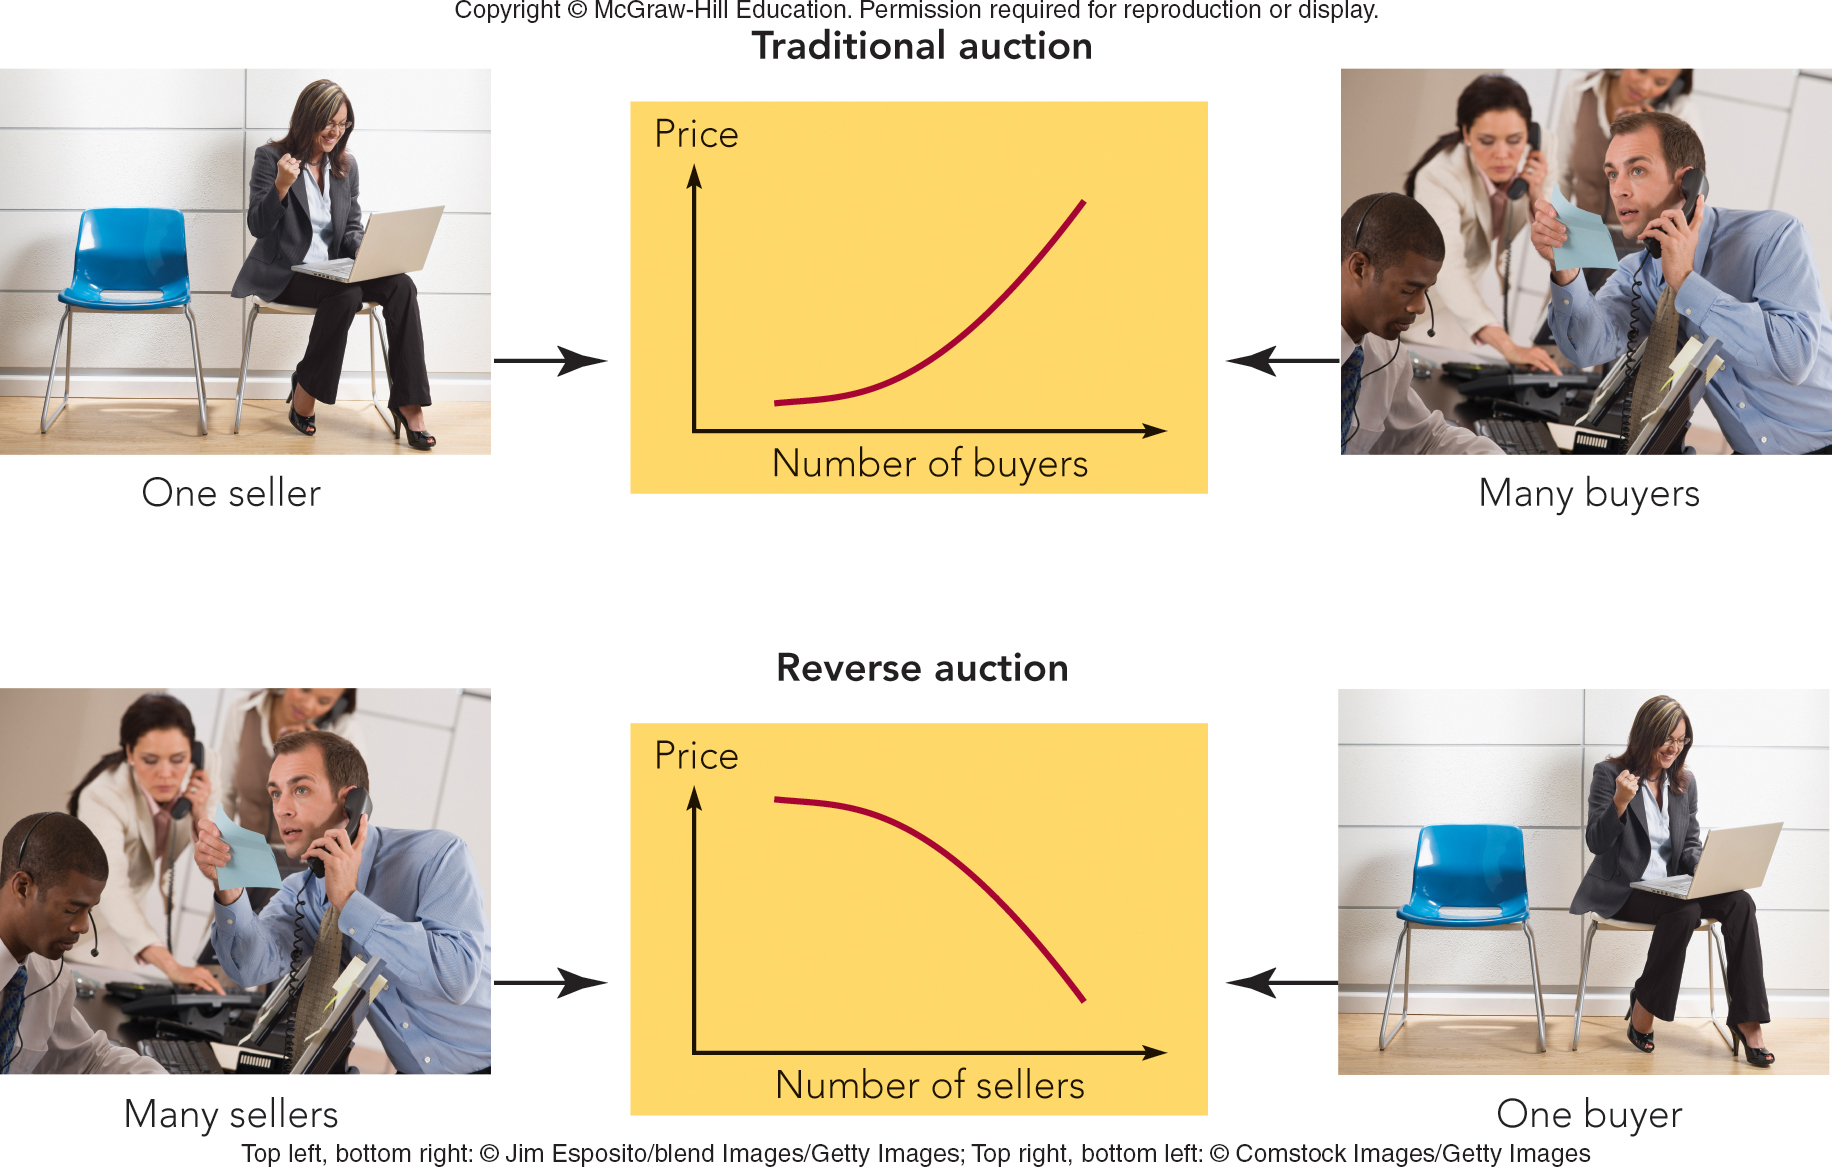 Copyright © McGraw-Hill Education. Permission required for reproduction or display.
Traditional auction
Price
Number of buyers
One seller
Many buyers
Reverse auction
Price
Number of sellers
Many sellers
One buyer
Top left, bottom right: © Jim Esposito/blend Images/Getty Images; Top right, bottom left: © Comstock Images/Getty Images